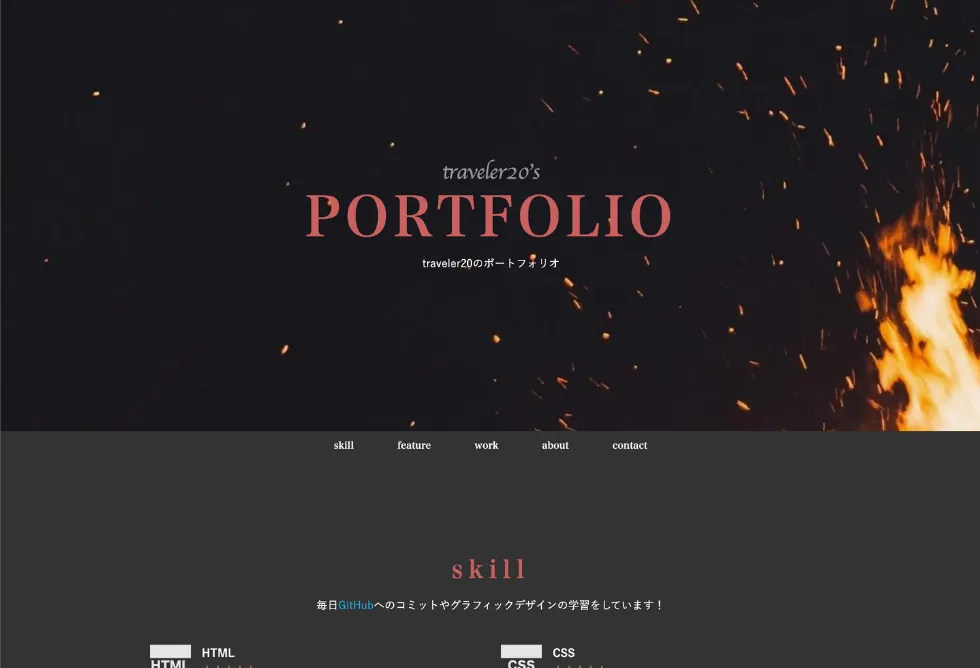 traveler20's
PORTFOLIO
traveler20のポートフォリオ
skill
feature
work
about
contact
skill
毎日GitHubへのコミットやグラフィックデザインの学習をしています！
HTML
HTML
CSS
CSS